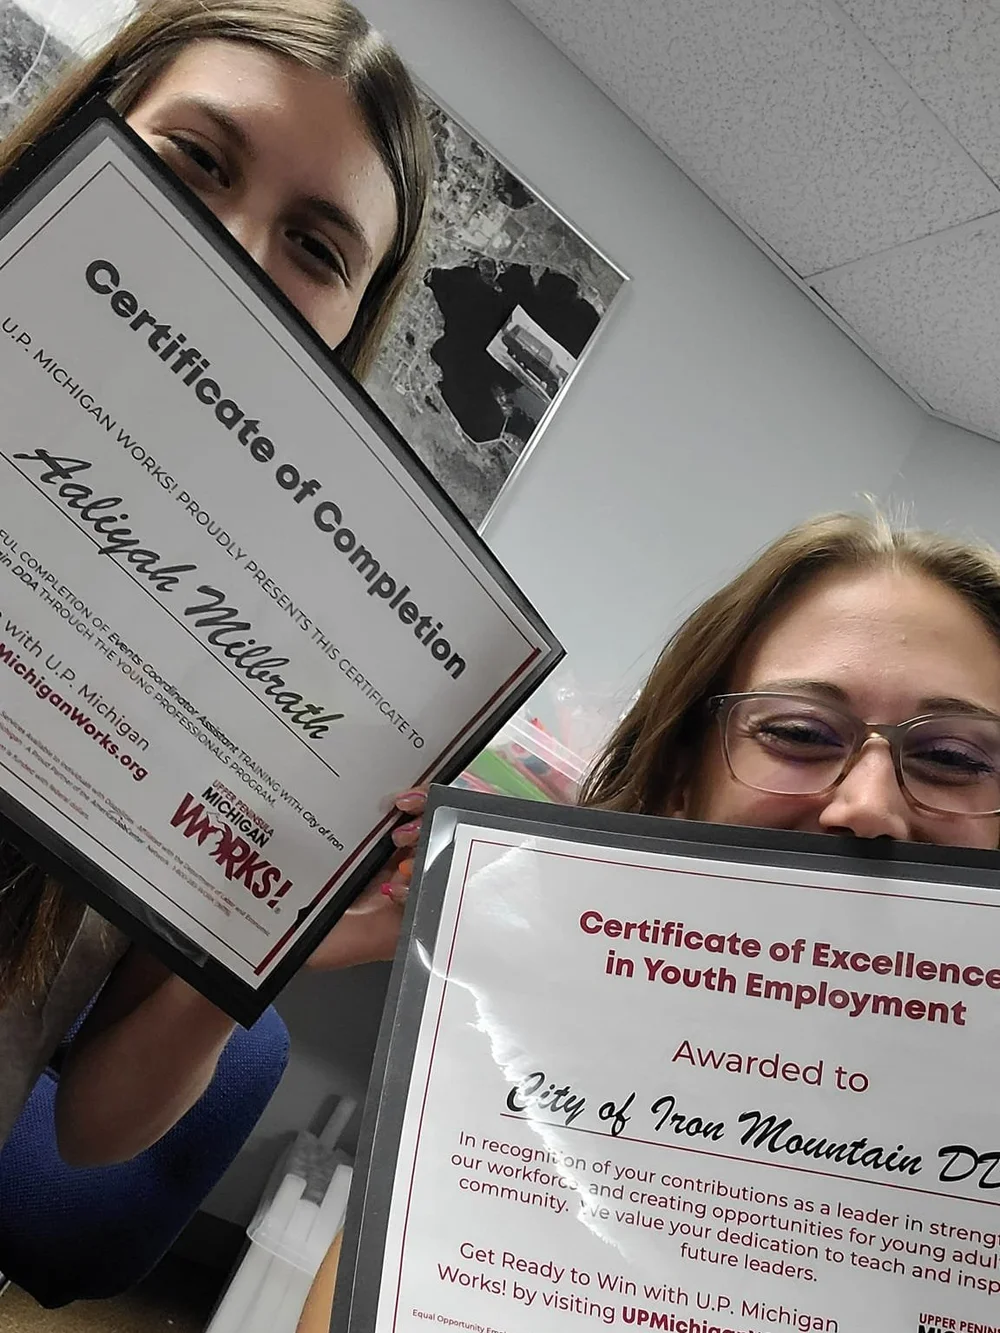 Certificate of Completion
U.P. MICHIGAN WORKS! PROUDLY PRESENTS THIS CERTIFICATE TO
Aaliyah Milbrath
COMPLETION OF Events Coordinator Assistant TRAINING WITH City of Iron
DDA THROUGH THE YOUNG PROFESSIONALS PROGRAM.
with U.P. Michigan
MichiganWorks.org
UPPER PENINSULA
MICHIGAN
WORKS!
Certificate of Excellence
in Youth Employment
Awarded to
City of Iron Mountain
In recognition of your contributions as a leader in
our workforce and creating opportunities for young
community. We value your dedication to teach and
future leaders.
Get Ready to Win with U.P. Michigan
Works! by visiting
Equal Opportunity
UPPER